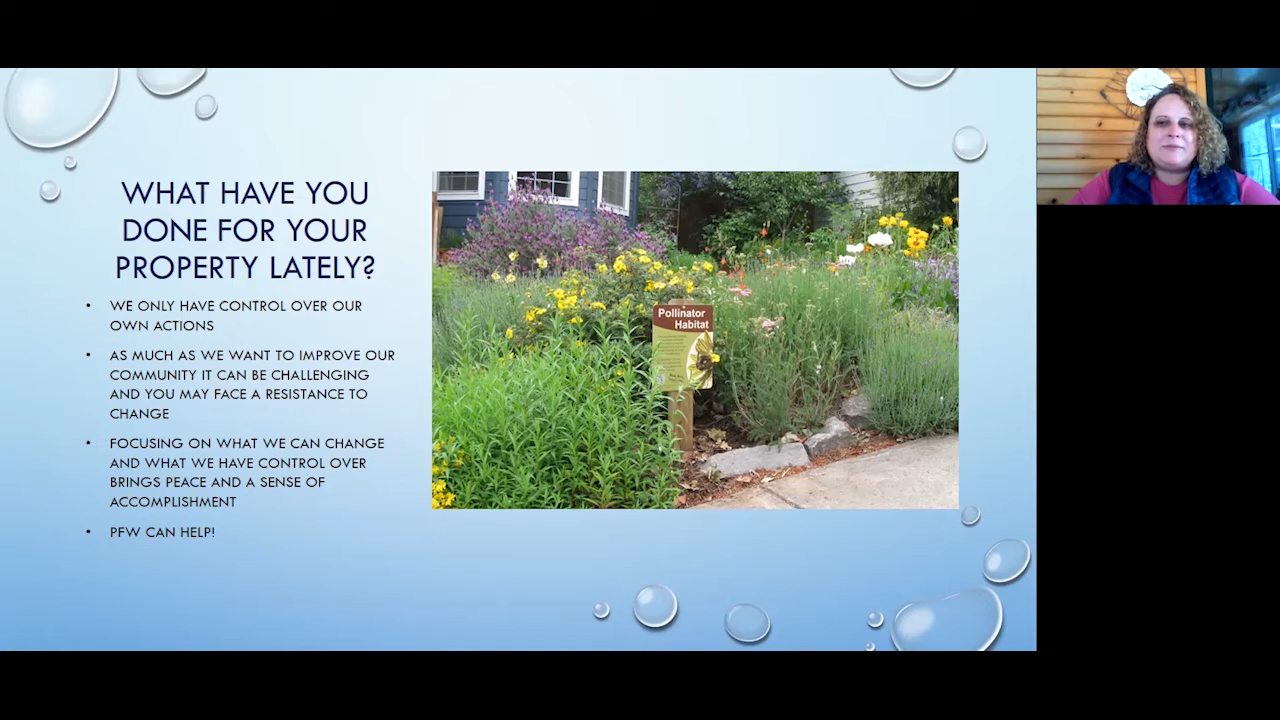 WHAT HAVE YOU
DONE FOR YOUR
PROPERTY LATELY?
• WE ONLY HAVE CONTROL OVER OUR
OWN ACTIONS
• AS MUCH AS WE WANT TO IMPROVE OUR
COMMUNITY IT CAN BE CHALLENGING
AND YOU MAY FACE A RESISTANCE TO
CHANGE
• FOCUSING ON WHAT WE CAN CHANGE
AND WHAT WE HAVE CONTROL OVER
BRINGS PEACE AND A SENSE OF
ACCOMPLISHMENT
• PFW CAN HELP!
Pollinator
Habitat